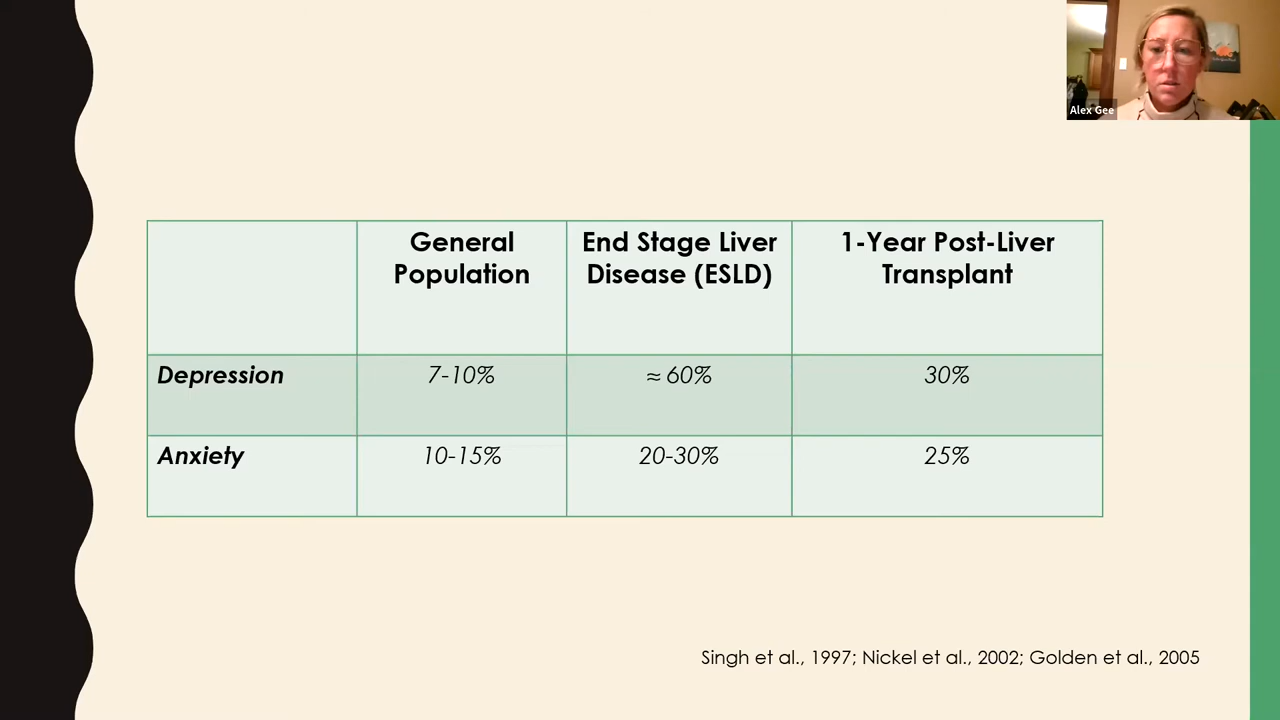 Alex Gee
General Population
End Stage Liver Disease (ESLD)
1-Year Post-Liver Transplant
Depression 7-10% ≈ 60% 30%
Anxiety 10-15% 20-30% 25%
Singh et al., 1997; Nickel et al., 2002; Golden et al., 2005